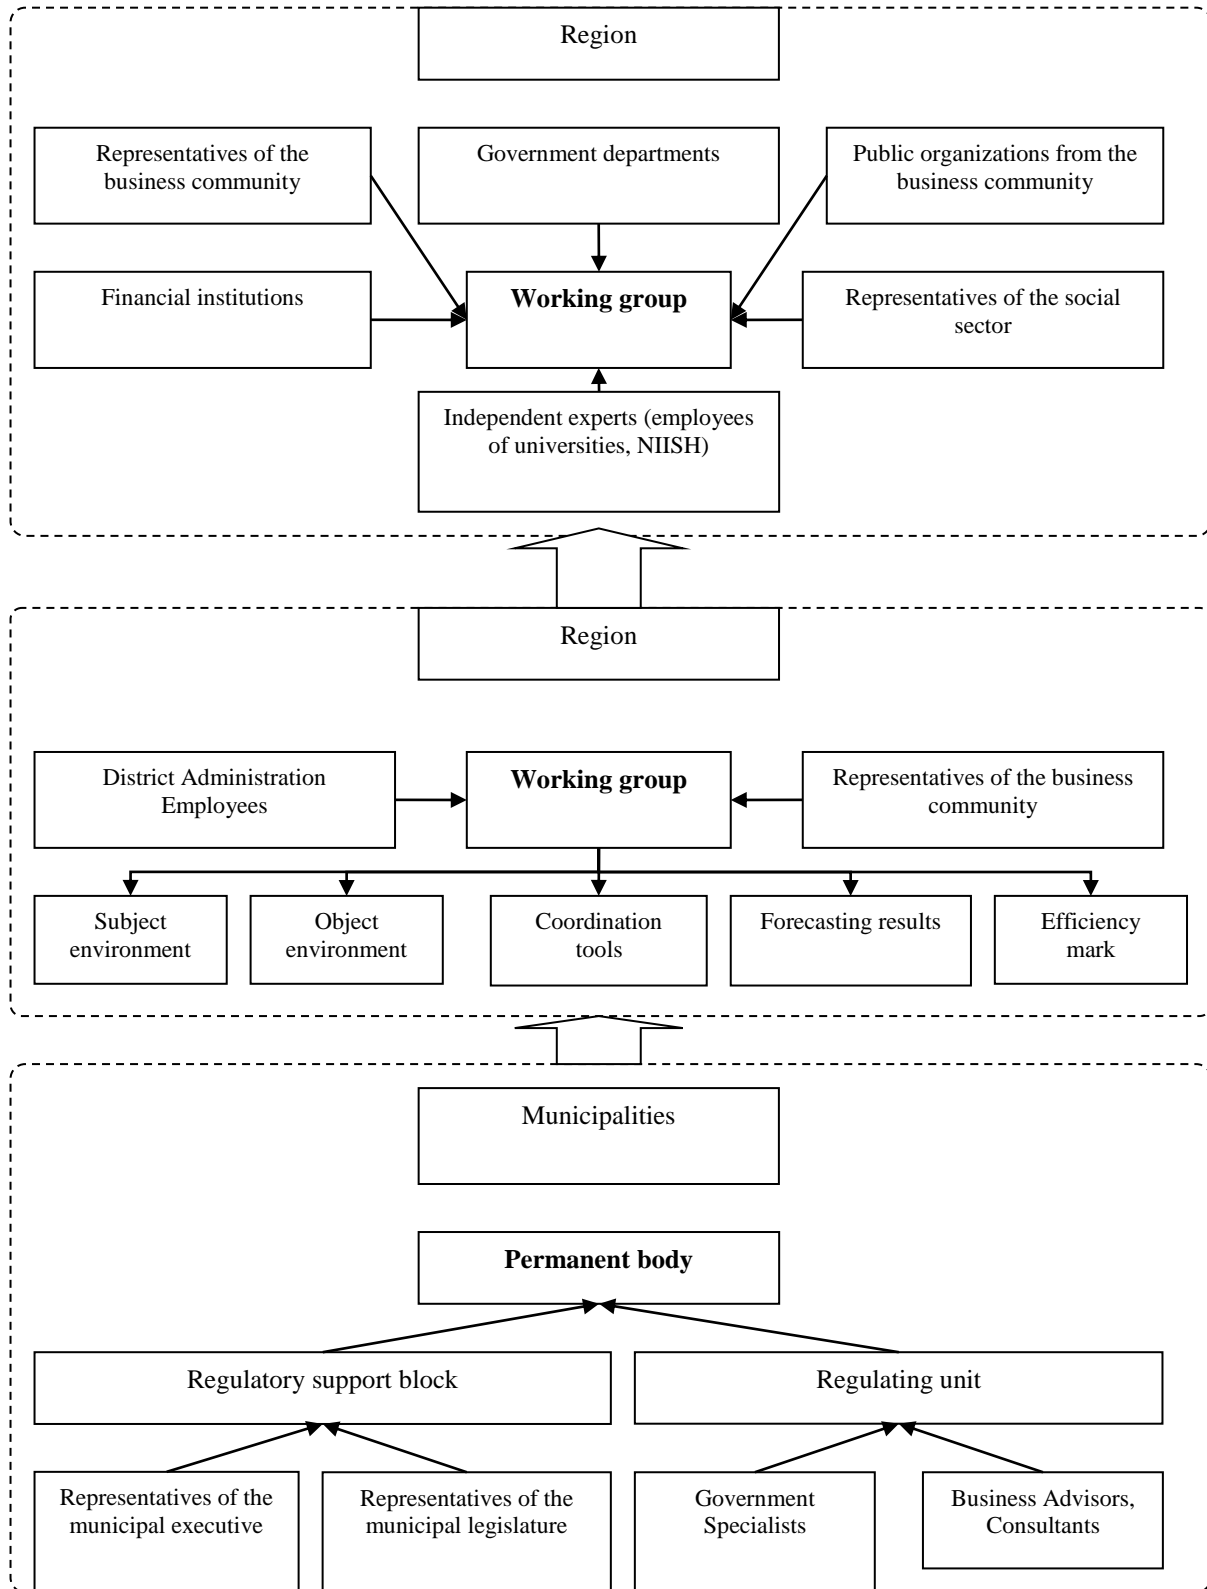 Region
Representatives of the
business community
Government departments
Public organizations from the
business community
Financial institutions
Working group
Representatives of the social
sector
Independent experts (employees
of universities, NIISH)
Region
District Administration
Employees
Working group
Representatives of the business
community
Subject
environment
Object
environment
Coordination
tools
Forecasting results
Efficiency
mark
Municipalities
Permanent body
Regulatory support block
Regulating unit
Representatives of the
municipal executive
Representatives of the
municipal legislature
Government
Specialists
Business Advisors,
Consultants